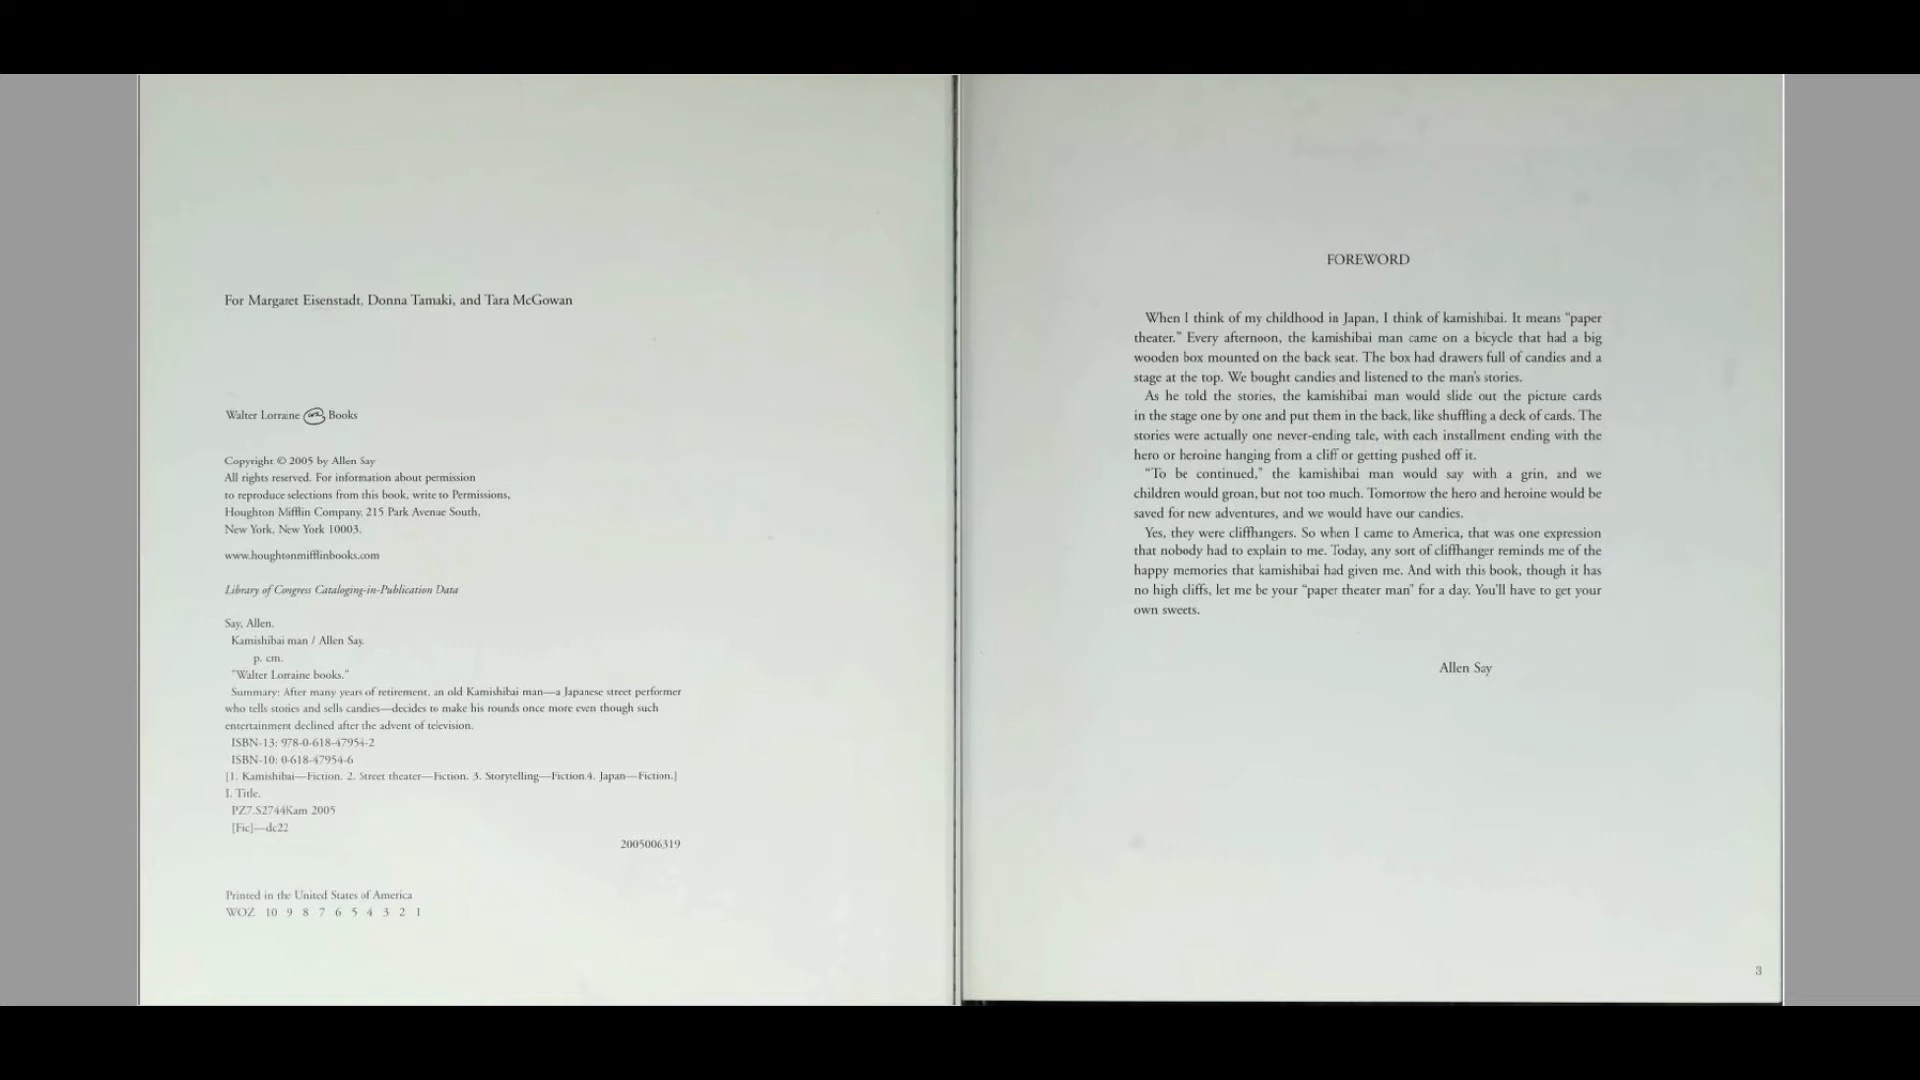 For Margaret Eisenstadt, Donna Tamaki, and Tara McGowan
Walter Lorraine Books
Copyright © 2005 by Allen Say
All rights reserved. For information about permission
to reproduce selections from this book, write to Permissions,
Houghton Mifflin Company, 215 Park Avenue South,
New York, New York 10003.
www.houghtonmifflinbooks.com
Library of Congress Cataloging-in-Publication Data
Say, Allen.
Kamishibai man / Allen Say.
p. cm.
"Walter Lorraine books."
Summary: After many years of retirement, an old Kamishibai man—a Japanese street performer
who tells stories and sells candies—decides to make his rounds once more even though such
entertainment declined after the advent of television.
ISBN-13: 978-0-618-47954-2
ISBN-10: 0-618-47954-6
[1. Kamishibai—Fiction. 2. Street theater—Fiction. 3. Storytelling—Fiction.4. Japan—Fiction.]
I. Title.
PZ7.S2744Kam 2005
[Fic]—dc22
2005006319
Printed in the United States of America
WOZ 10 9 8 7 6 5 4 3 2 1
FOREWORD
When I think of my childhood in Japan, I think of kamishibai. It means “paper
theater.” Every afternoon, the kamishibai man came on a bicycle that had a big
wooden box mounted on the back seat. The box had drawers full of candies and a
stage at the top. We bought candies and listened to the man’s stories.
As he told the stories, the kamishibai man would slide out the picture cards
in the stage one by one and put them in the back, like shuffling a deck of cards. The
stories were actually one never-ending tale, with each installment ending with the
hero or heroine hanging from a cliff or getting pushed off it.
“To be continued,” the kamishibai man would say with a grin, and we
children would groan, but not too much. Tomorrow the hero and heroine would be
saved for new adventures, and we would have our candies.
Yes, they were cliffhangers. So when I came to America, that was one expression
that nobody had to explain to me. Today, any sort of cliffhanger reminds me of the
happy memories that kamishibai had given me. And with this book, though it has
no high cliffs, let me be your “paper theater man” for a day. You’ll have to get your
own sweets.
Allen Say
3